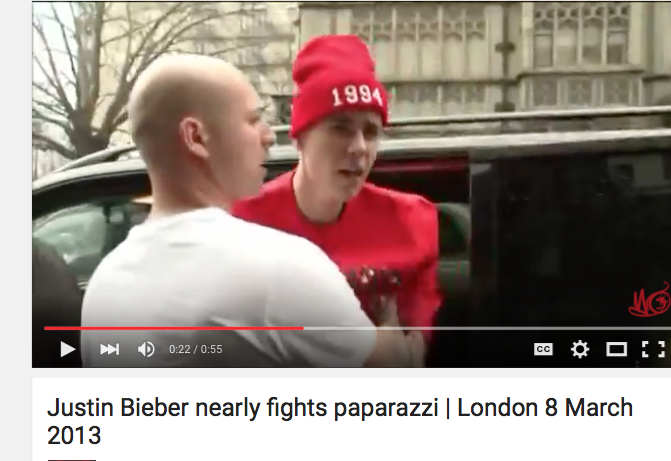 1994
0:22 / 0:55
CC
Justin Bieber nearly fights paparazzi | London 8 March
2013